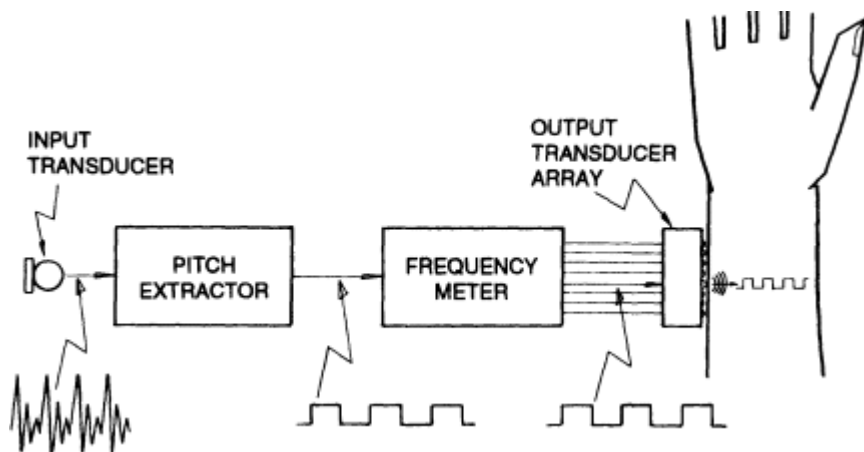 INPUT
TRANSDUCER
PITCH
EXTRACTOR
FREQUENCY
METER
OUTPUT
TRANSDUCER
ARRAY